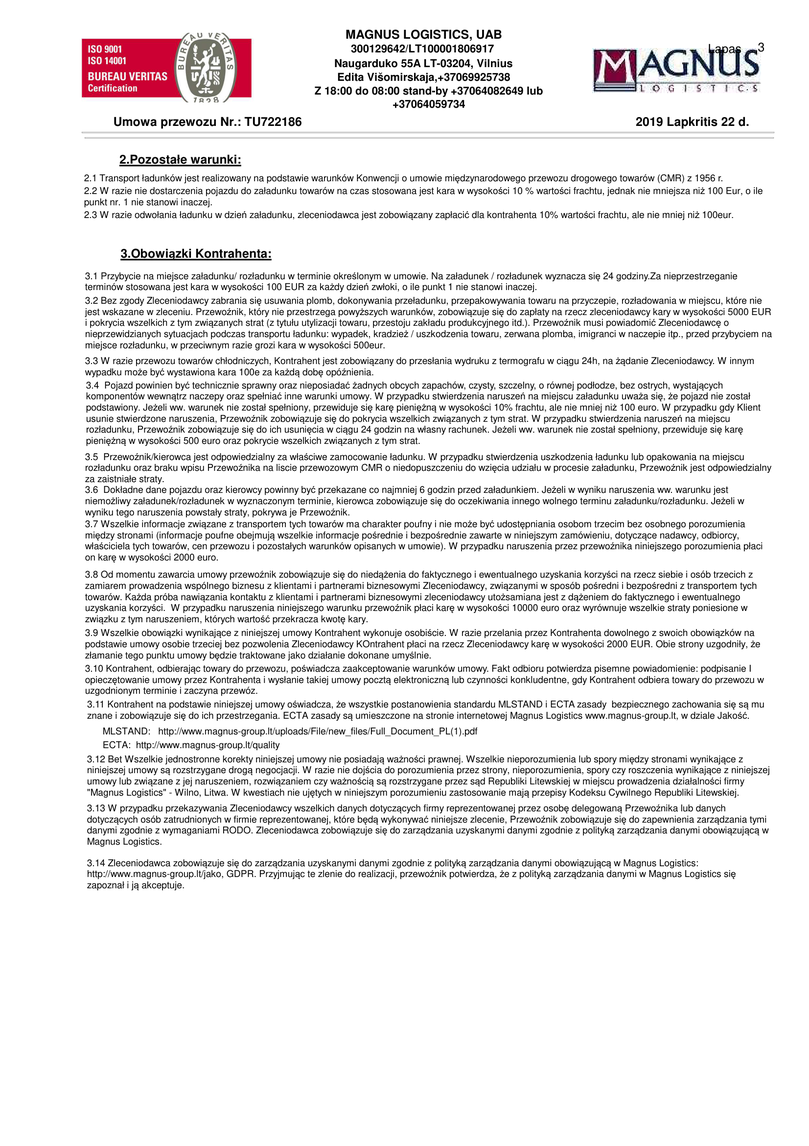 ISO 9001
ISO 14001
BUREAU VERITAS
Certification
BUREAU VERITAS
1828
MAGNUS LOGISTICS, UAB
300129642/LT100001806917
Naugarduko 55A LT-03204, Vilnius
Edita Višomirskaja,+37069925738
Z 18:00 do 08:00 stand-by +37064082649 lub
+37064059734
Lapas 3
MAGNUS
LOGISTICS.
Umowa przewozu Nr.: TU722186
2019 Lapkritis 22 d.
2.Pozostałe warunki:
2.1 Transport ładunków jest realizowany na podstawie warunków Konwencji o umowie międzynarodowego przewozu drogowego towarów (CMR) z 1956 r.
2.2 W razie nie dostarczenia pojazdu do załadunku towarów na czas stosowana jest kara w wysokości 10 % wartości frachtu, jednak nie mniejsza niż 100 Eur, o ile
punkt nr. 1 nie stanowi inaczej.
2.3 W razie odwołania ładunku w dzień załadunku, zleceniodawca jest zobowiązany zapłacić dla kontrahenta 10% wartości frachtu, ale nie mniej niż 100eur.
3.Obowiązki Kontrahenta:
3.1 Przybycie na miejsce załadunku/ rozładunku w terminie określonym w umowie. Na załadunek / rozładunek wyznacza się 24 godziny.Za nieprzestrzeganie
terminów stosowana jest kara w wysokości 100 EUR za każdy dzień zwłoki, o ile punkt 1 nie stanowi inaczej.
3.2 Bez zgody Zleceniodawcy zabrania się usuwania plomb, dokonywania przeładunku, przepakowywania towaru na przyczepie, rozładowania w miejscu, które nie
jest wskazane w zleceniu. Przewoźnik, który nie przestrzega powyższych warunków, zobowiązuje się do zapłaty na rzecz zleceniodawcy kary w wysokości 5000 EUR
i pokrycia wszelkich z tym związanych strat (z tytułu utylizacji towaru, przestoju zakładu produkcyjnego itd.). Przewoźnik musi powiadomić Zleceniodawcę o
nieprzewidzianych sytuacjach podczas transportu ładunku: wypadek, kradzież / uszkodzenia towaru, zerwana plomba, imigranci w naczepie itp., przed przybyciem na
miejsce rozładunku, w przeciwnym razie grozi kara w wysokości 500eur.
3.3 W razie przewozu towarów chłodniczych, Kontrahent jest zobowiązany do przesłania wydruku z termografu w ciągu 24h, na żądanie Zleceniodawcy. W innym
wypadku może być wystawiona kara 100e za każdą dobę opóźnienia.
3.4 Pojazd powinien być technicznie sprawny oraz nieposiadać żadnych obcych zapachów, czysty, szczelny, o równej podłodze, bez ostrych, wystających
komponentów wewnątrz naczepy oraz spełniać inne warunki umowy. W przypadku stwierdzenia naruszeń na miejscu załadunku uważa się, że pojazd nie został
podstawiony. Jeżeli ww. warunek nie został spełniony, przewiduje się karę pieniężną w wysokości 10% frachtu, ale nie mniej niż 100 euro. W przypadku gdy Klient
usunie stwierdzone naruszenia, Przewoźnik zobowiązuje się do pokrycia wszelkich związanych z tym strat. W przypadku stwierdzenia naruszeń na miejscu
rozładunku, Przewoźnik zobowiązuje się do ich usunięcia w ciągu 24 godzin na własny rachunek. Jeżeli ww. warunek nie został spełniony, przewiduje się karę
pieniężną w wysokości 500 euro oraz pokrycie wszelkich związanych z tym strat.
3.5 Przewoźnik/kierowca jest odpowiedzialny za właściwe zamocowanie ładunku. W przypadku stwierdzenia uszkodzenia ładunku lub opakowania na miejscu
rozładunku oraz braku wpisu Przewoźnika na liscie przewozowym CMR o niedopuszczeniu do wzięcia udziału w procesie załadunku, Przewoźnik jest odpowiedzialny
za zaistniałe straty.
3.6 Dokładne dane pojazdu oraz kierowcy powinny być przekazane co najmniej 6 godzin przed załadunkiem. Jeżeli w wyniku naruszenia ww. warunku jest
niemożliwy załadunek/rozładunek w wyznaczonym terminie, kierowca zobowiązuje się do oczekiwania innego wolnego terminu załadunku/rozładunku. Jeżeli w
wyniku tego naruszenia powstały straty, pokrywa je Przewoźnik.
3.7 Wszelkie informacje związane z transportem tych towarów ma charakter poufny i nie może być udostępniania osobom trzecim bez osobnego porozumienia
między stronami (informacje poufne obejmują wszelkie informacje pośrednie i bezpośrednie zawarte w niniejszym zamówieniu, dotyczące nadawcy, odbiorcy,
właściciela tych towarów, cen przewozu i pozostałych warunków opisanych w umowie). W przypadku naruszenia przez przewoźnika niniejszego porozumienia płaci
on karę w wysokości 2000 euro.
3.8 Od momentu zawarcia umowy przewoźnik zobowiązuje się do niedążenia do faktycznego i ewentualnego uzyskania korzyści na rzecz siebie i osób trzecich z
zamiarem prowadzenia wspólnego biznesu z klientami i partnerami biznesowymi Zleceniodawcy, związanymi w sposób pośredni i bezpośredni z transportem tych
towarów. Każda próba nawiązania kontaktu z klientami i partnerami biznesowymi zleceniodawcy utożsamiana jest z dążeniem do faktycznego i ewentualnego
uzyskania korzyści. W przypadku naruszenia niniejszego warunku przewoźnik płaci karę w wysokości 10000 euro oraz wyrównuje wszelkie straty poniesione w
związku z tym naruszeniem, których wartość przekracza kwotę kary.
3.9 Wszelkie obowiązki wynikające z niniejszej umowy Kontrahent wykonuje osobiście. W razie przelania przez Kontrahenta dowolnego z swoich obowiązków na
podstawie umowy osobie trzeciej bez pozwolenia Zleceniodawcy KOntrahent płaci na rzecz Zleceniodawcy karę w wysokości 2000 EUR. Obie strony uzgodniły, że
złamanie tego punktu umowy będzie traktowane jako działanie dokonane umyślnie.
3.10 Kontrahent, odbierając towary do przewozu, poświadcza zaakceptowanie warunków umowy. Fakt odbioru potwierdza pisemne powiadomienie: podpisanie I
opieczętowanie umowy przez Kontrahenta i wysłanie takiej umowy pocztą elektroniczną lub czynności konkludentne, gdy Kontrahent odbiera towary do przewozu w
uzgodnionym terminie i zaczyna przewóz.
3.11 Kontrahent na podstawie niniejszej umowy oświadcza, że wszystkie postanowienia standardu MLSTAND i ECTA zasady bezpiecznego zachowania się są mu
znane i zobowiązuje się do ich przestrzegania. ECTA zasady są umieszczone na stronie internetowej Magnus Logistics www.magnus-group.lt, w dziale Jakość.
MLSTAND: http://www.magnus-group.lt/uploads/File/new_files/Full_Document_PL(1).pdf
ECTA: http://www.magnus-group.lt/quality
3.12 Bet Wszelkie jednostronne korekty niniejszej umowy nie posiadają ważności prawnej. Wszelkie nieporozumienia lub spory między stronami wynikające z
niniejszej umowy są rozstrzygane drogą negocjacji. W razie nie dojścia do porozumienia przez strony, nieporozumienia, spory czy roszczenia wynikające z niniejszej
umowy lub związane z jej naruszeniem, rozwiązaniem czy ważnością są rozstrzygane przez sąd Republiki Litewskiej w miejscu prowadzenia działalności firmy
"Magnus Logistics" - Wilno, Litwa. W kwestiach nie ujętych w niniejszym porozumieniu zastosowanie mają przepisy Kodeksu Cywilnego Republiki Litewskiej.
3.13 W przypadku przekazywania Zleceniodawcy wszelkich danych dotyczących firmy reprezentowanej przez osobę delegowaną Przewoźnika lub danych
dotyczących osób zatrudnionych w firmie reprezentowanej, które będą wykonywać niniejsze zlecenie, Przewoźnik zobowiązuje się do zapewnienia zarządzania tymi
danymi zgodnie z wymaganiami RODO. Zleceniodawca zobowiązuje się do zarządzania uzyskanymi danymi zgodnie z polityką zarządzania danymi obowiązującą w
Magnus Logistics.
3.14 Zleceniodawca zobowiązuje się do zarządzania uzyskanymi danymi zgodnie z polityką zarządzania danymi obowiązującą w Magnus Logistics:
http://www.magnus-group.lt/jako, GDPR. Przyjmując te zlenie do realizacji, przewoźnik potwierdza, że z polityką zarządzania danymi w Magnus Logistics się
zapoznał i ją akceptuje.